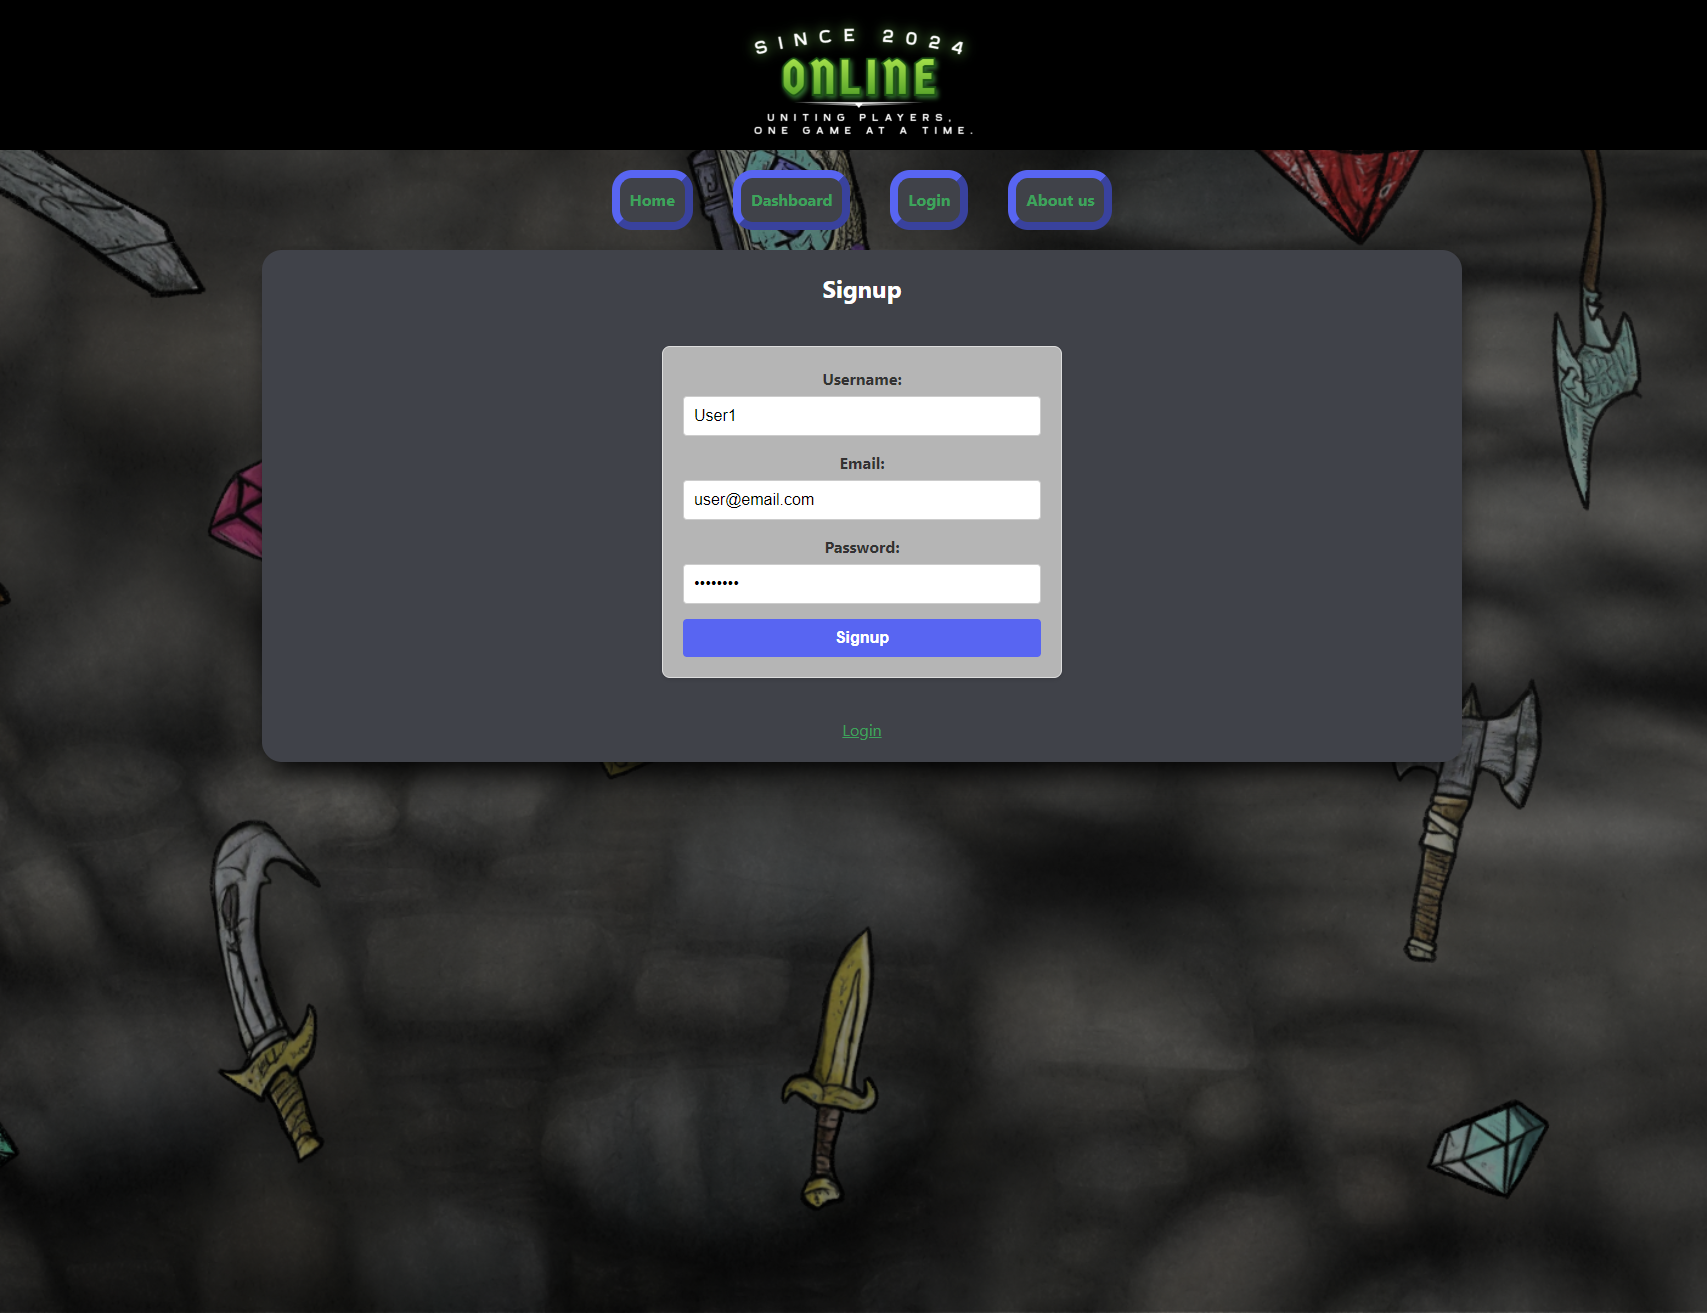 SINCE 2024
ONLINE
UNITING PLAYERS,
ONE GAME AT A TIME.
Home
Dashboard
Login
About us
Signup
Username:
User1
Email:
user@email.com
Password:
••••••••
Signup
Login